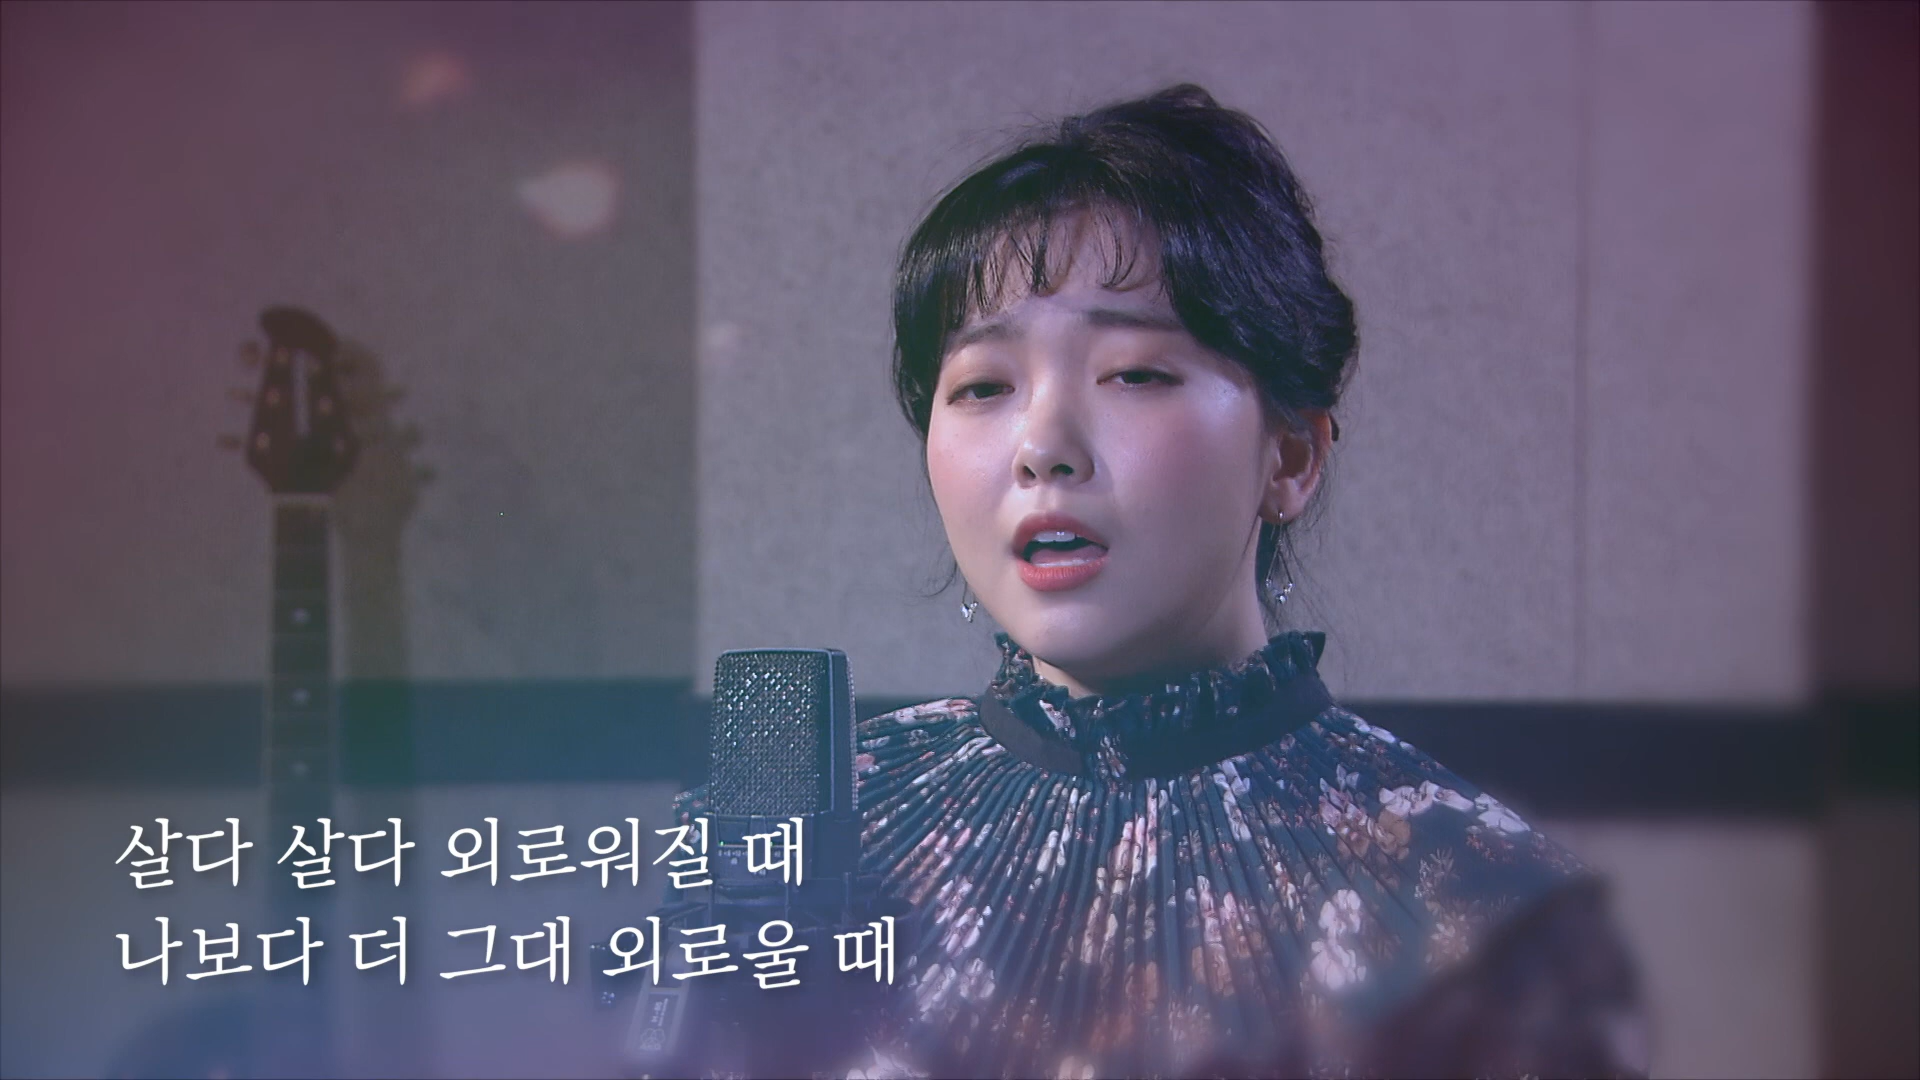 살다 살다 외로워질 때
나보다 더 그대 외로울 때